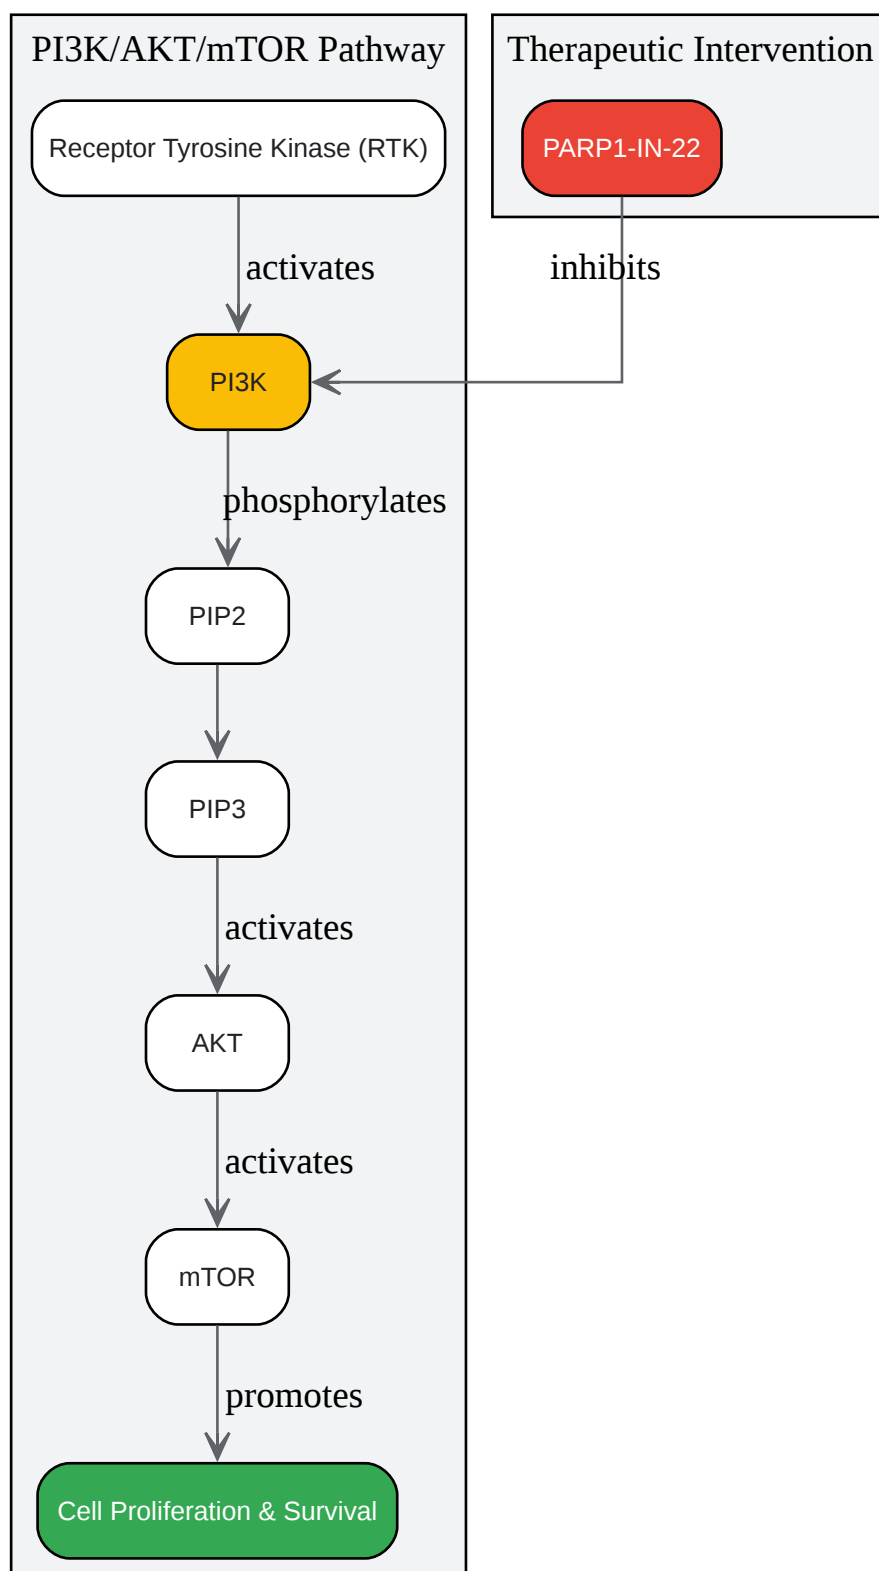 PI3K/AKT/mTOR Pathway
Therapeutic Intervention
Receptor Tyrosine Kinase (RTK)
PARP1-IN-22
activates
inhibits
PI3K
phosphorylates
PIP2
PIP3
activates
AKT
activates
mTOR
promotes
Cell Proliferation & Survival